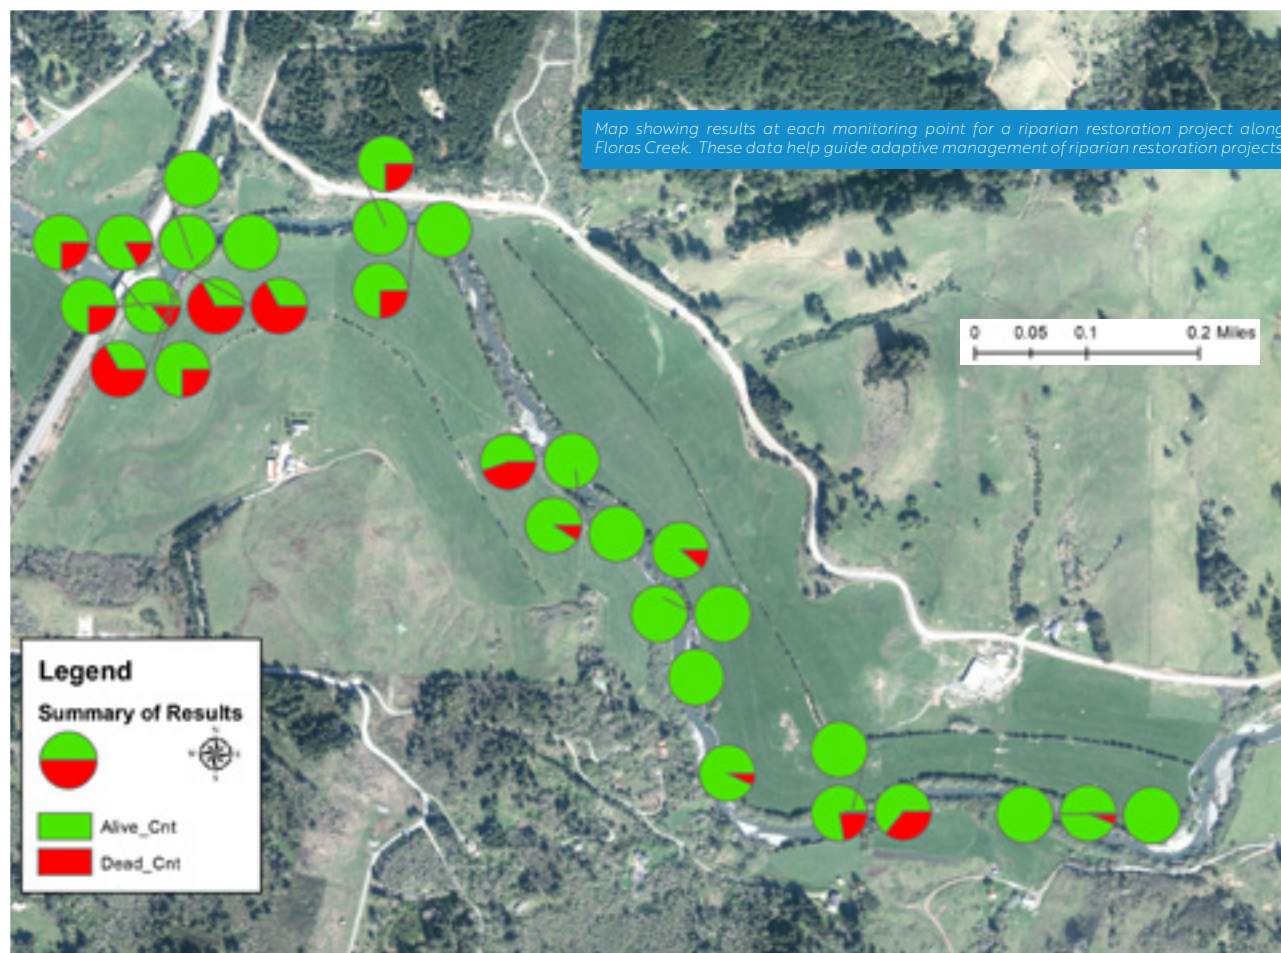 Map showing results at each monitoring point for a riparian restoration project along
Floras Creek. These data help guide adaptive management of riparian restoration projects
0 0.05 0.1 0.2 Miles
Legend
Summary of Results
N
W E
S
Alive_Cnt
Dead_Cnt